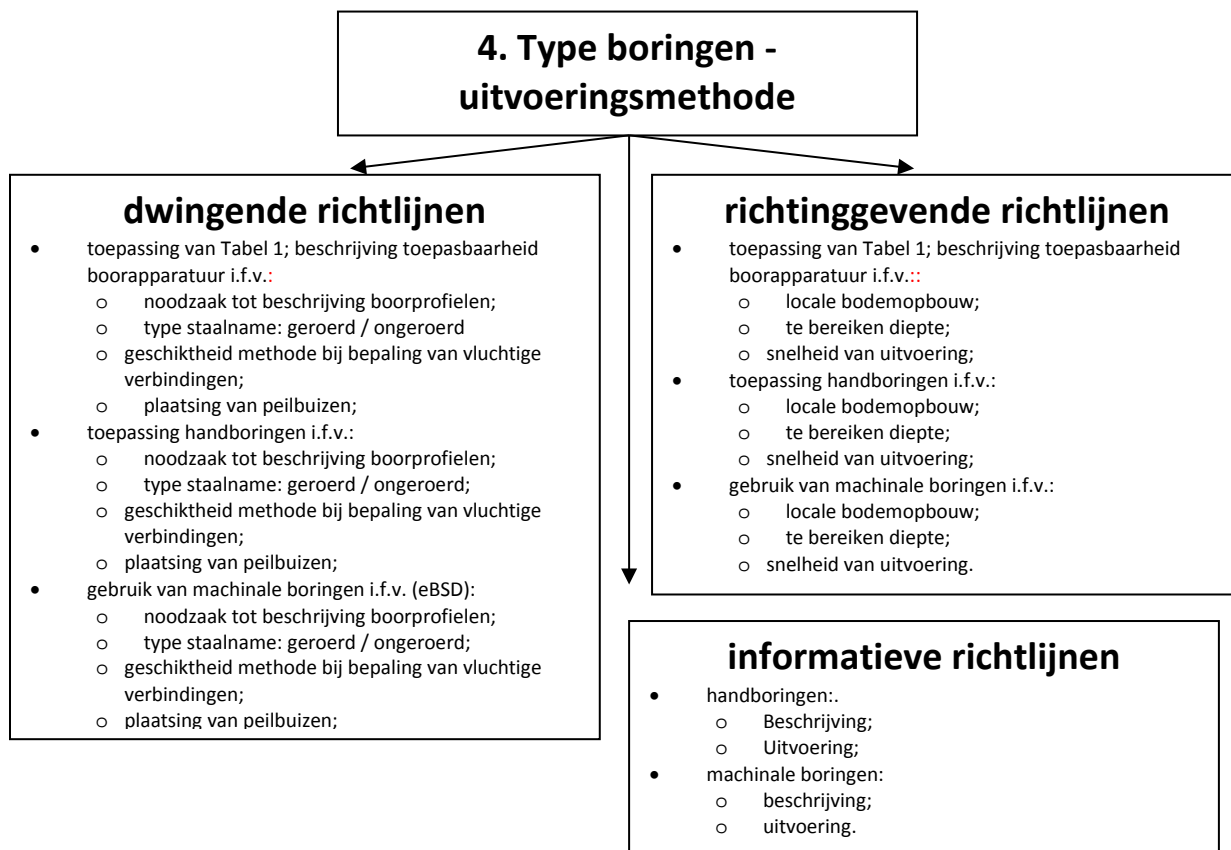 4. Type boringen -
uitvoeringsmethode
dwingende richtlijnen
• toepassing van Tabel 1; beschrijving toepasbaarheid
boorapparatuur i.f.v.:
o noodzaak tot beschrijving boorprofielen;
o type staalname: geroerd / ongeroerd
o geschiktheid methode bij bepaling van vluchtige
verbindingen;
o plaatsing van peilbuizen;
• toepassing handboringen i.f.v.:
o noodzaak tot beschrijving boorprofielen;
o type staalname: geroerd / ongeroerd;
o geschiktheid methode bij bepaling van vluchtige
verbindingen;
o plaatsing van peilbuizen;
• gebruik van machinale boringen i.f.v. (eBSD):
o noodzaak tot beschrijving boorprofielen;
o type staalname: geroerd / ongeroerd;
o geschiktheid methode bij bepaling van vluchtige
verbindingen;
o plaatsing van peilbuizen;
richtinggevende richtlijnen
• toepassing van Tabel 1; beschrijving toepasbaarheid
boorapparatuur i.f.v.::
o locale bodemopbouw;
o te bereiken diepte;
o snelheid van uitvoering;
• toepassing handboringen i.f.v.:
o locale bodemopbouw;
o te bereiken diepte;
o snelheid van uitvoering;
• gebruik van machinale boringen i.f.v.:
o locale bodemopbouw;
o te bereiken diepte;
o snelheid van uitvoering.
informatieve richtlijnen
• handboringen:.
o Beschrijving;
o Uitvoering;
• machinale boringen:
o beschrijving;
o uitvoering.